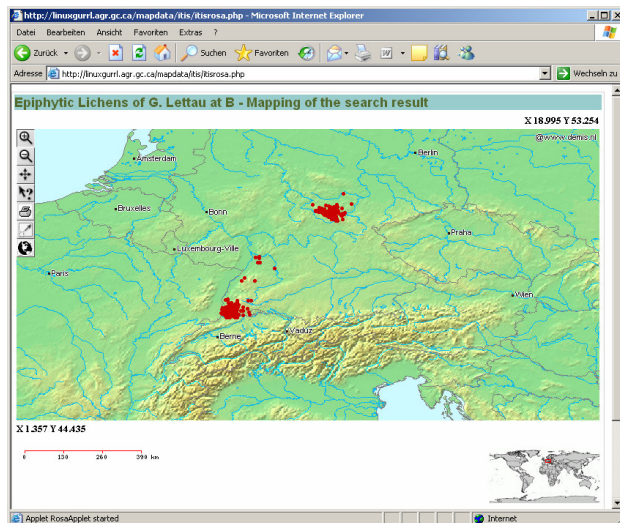 http://linuxgurrl.agr.gc.ca/mapdata/itis/itisrosa.php - Microsoft Internet Explorer
Datei Bearbeiten Ansicht Favoriten Extras ?
Zurück Suchen Favoriten
Adresse http://linuxgurrl.agr.gc.ca/mapdata/itis/itisrosa.php Wechseln zu
Epiphytic Lichens of G. Lettau at B - Mapping of the search result
X 18.995 Y 53.254
@www.demis.nl
Berlin
Amsterdam
Bruxelles
Bonn
Praha
Luxembourg-Ville
Paris
Wien
Vaduz
Berne
X 1.357 Y 44.435
0 130 260 390 km
Applet RosaApplet started Internet